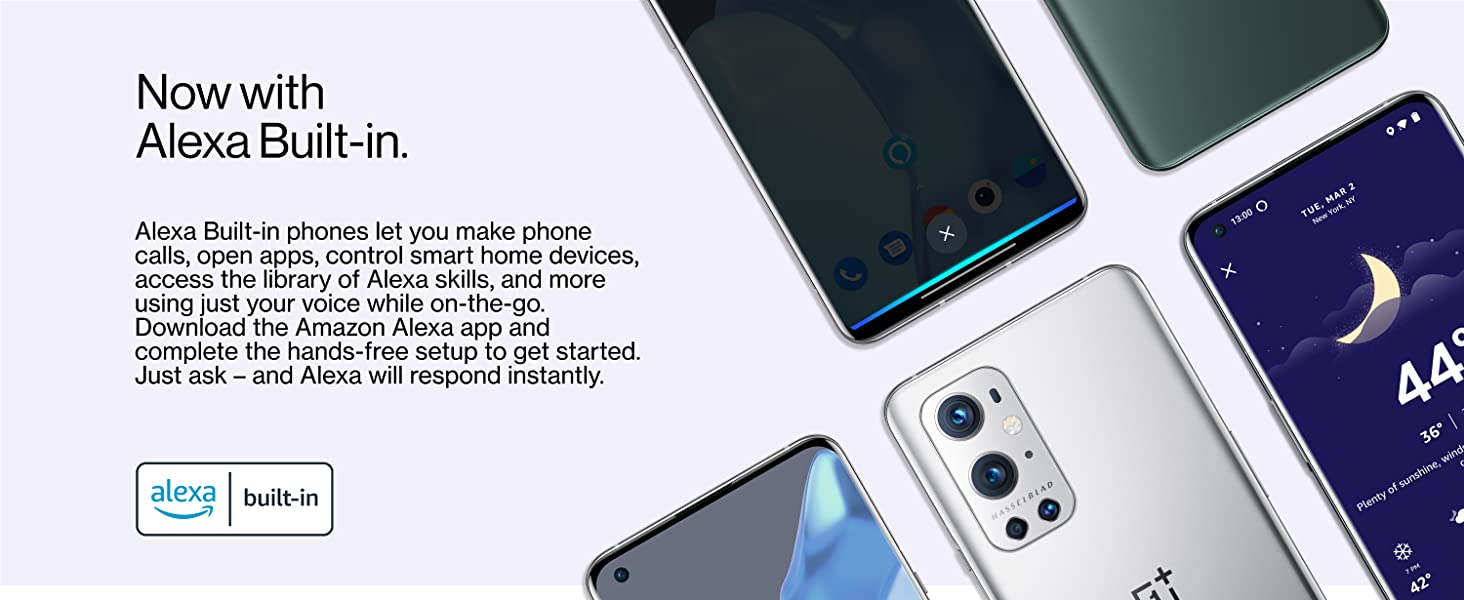 Now with
Alexa Built-in.
Alexa Built-in phones let you make phone
calls, open apps, control smart home devices,
access the library of Alexa skills, and more
using just your voice while on-the-go.
Download the Amazon Alexa app and
complete the hands-free setup to get started.
Just ask – and Alexa will respond instantly.
alexa | built-in
HASSELBLAD
13:00
TUE, MAR 2
New York, NY
44°
36° |
Plenty of sunshine, winds
7 PM
42°